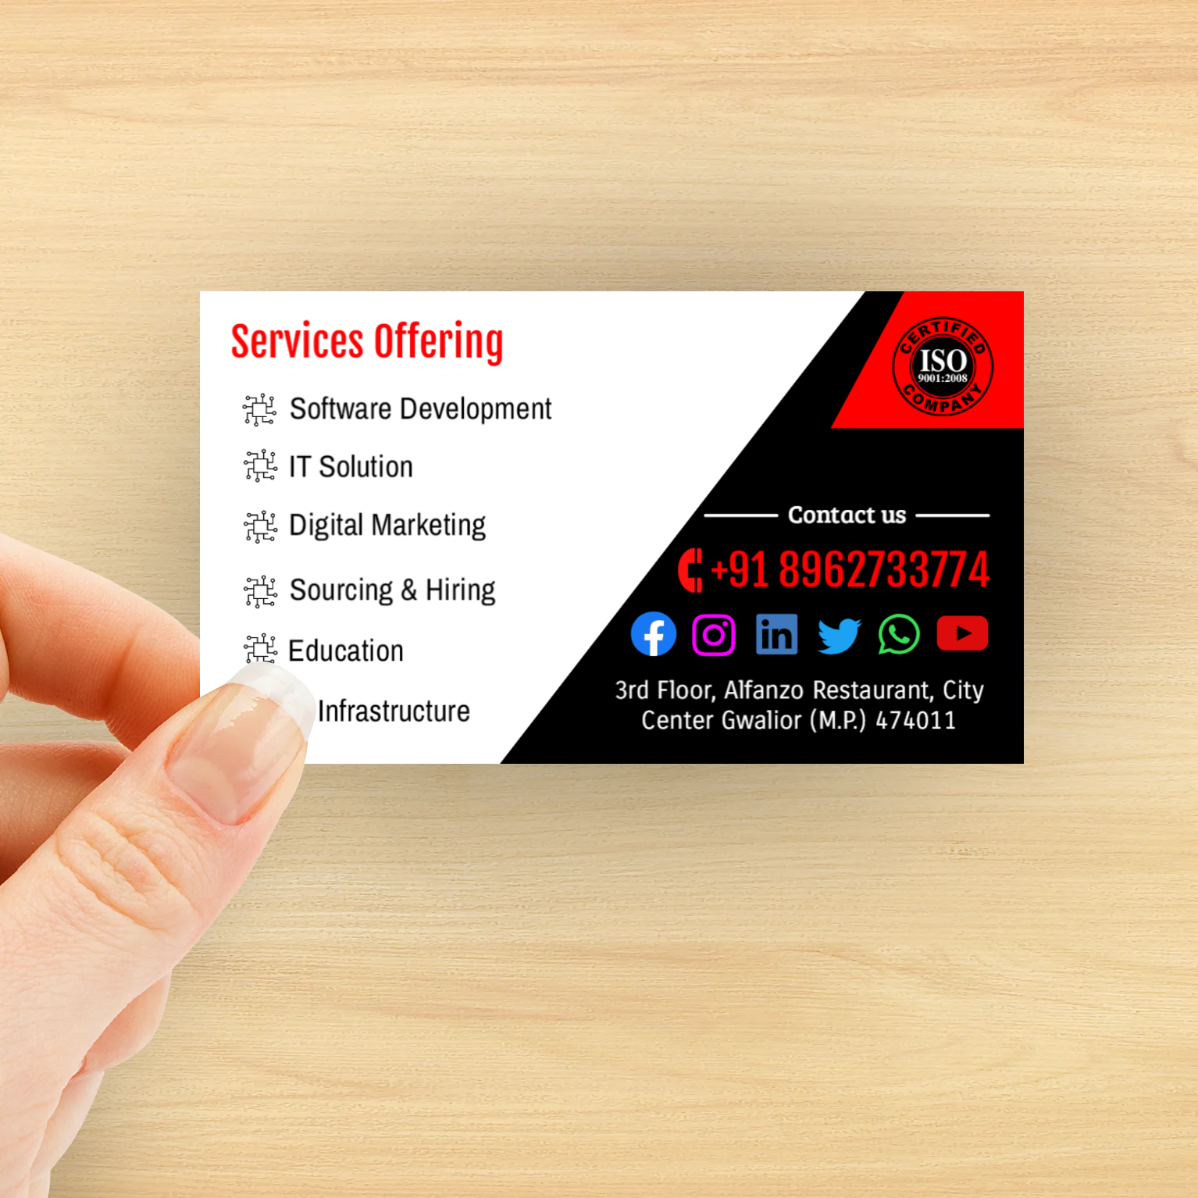 Services Offering
Software Development
IT Solution
Digital Marketing
Sourcing & Hiring
Education
Infrastructure
CERTIFIED
ISO
9001:2008
COMPANY
Contact us
+91 8962733774
3rd Floor, Alfanzo Restaurant, City
Center Gwalior (M.P.) 474011